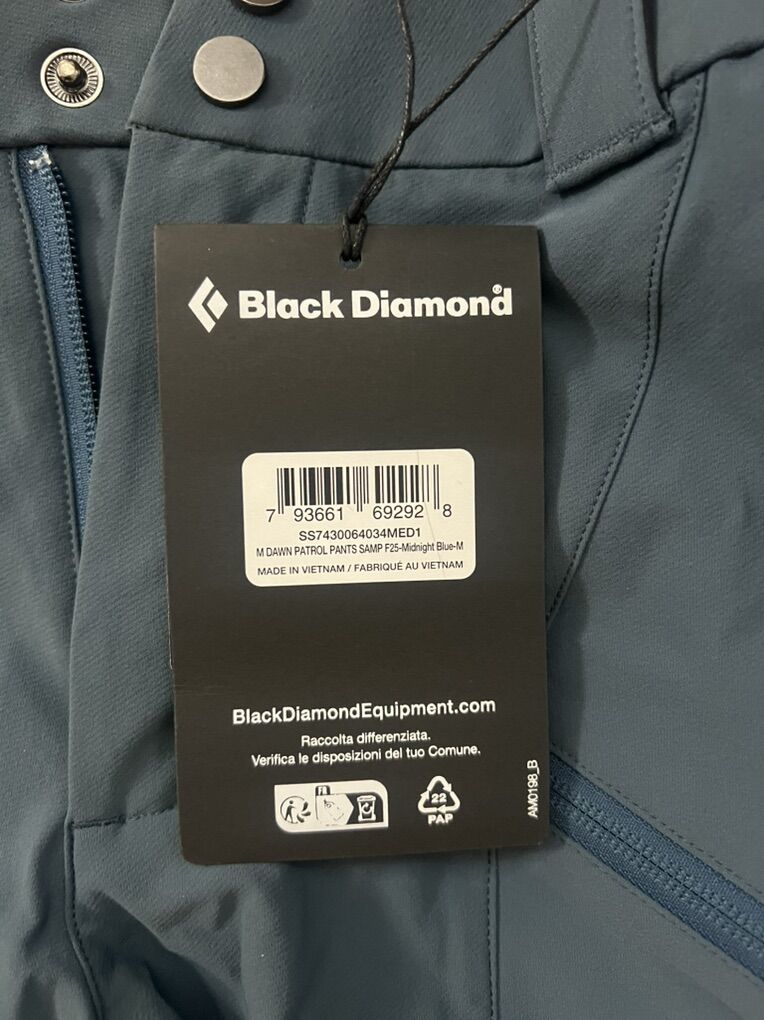 Black Diamond®
7 93661 69292 8
SS7430064034MED1
M DAWN PATROL PANTS SAMP F25-Midnight Blue-M
MADE IN VIETNAM / FABRIQUÉ AU VIETNAM
BlackDiamondEquipment.com
Raccolta differenziata.
Verifica le disposizioni del tuo Comune.
FR
22
PAP
AM0198_B